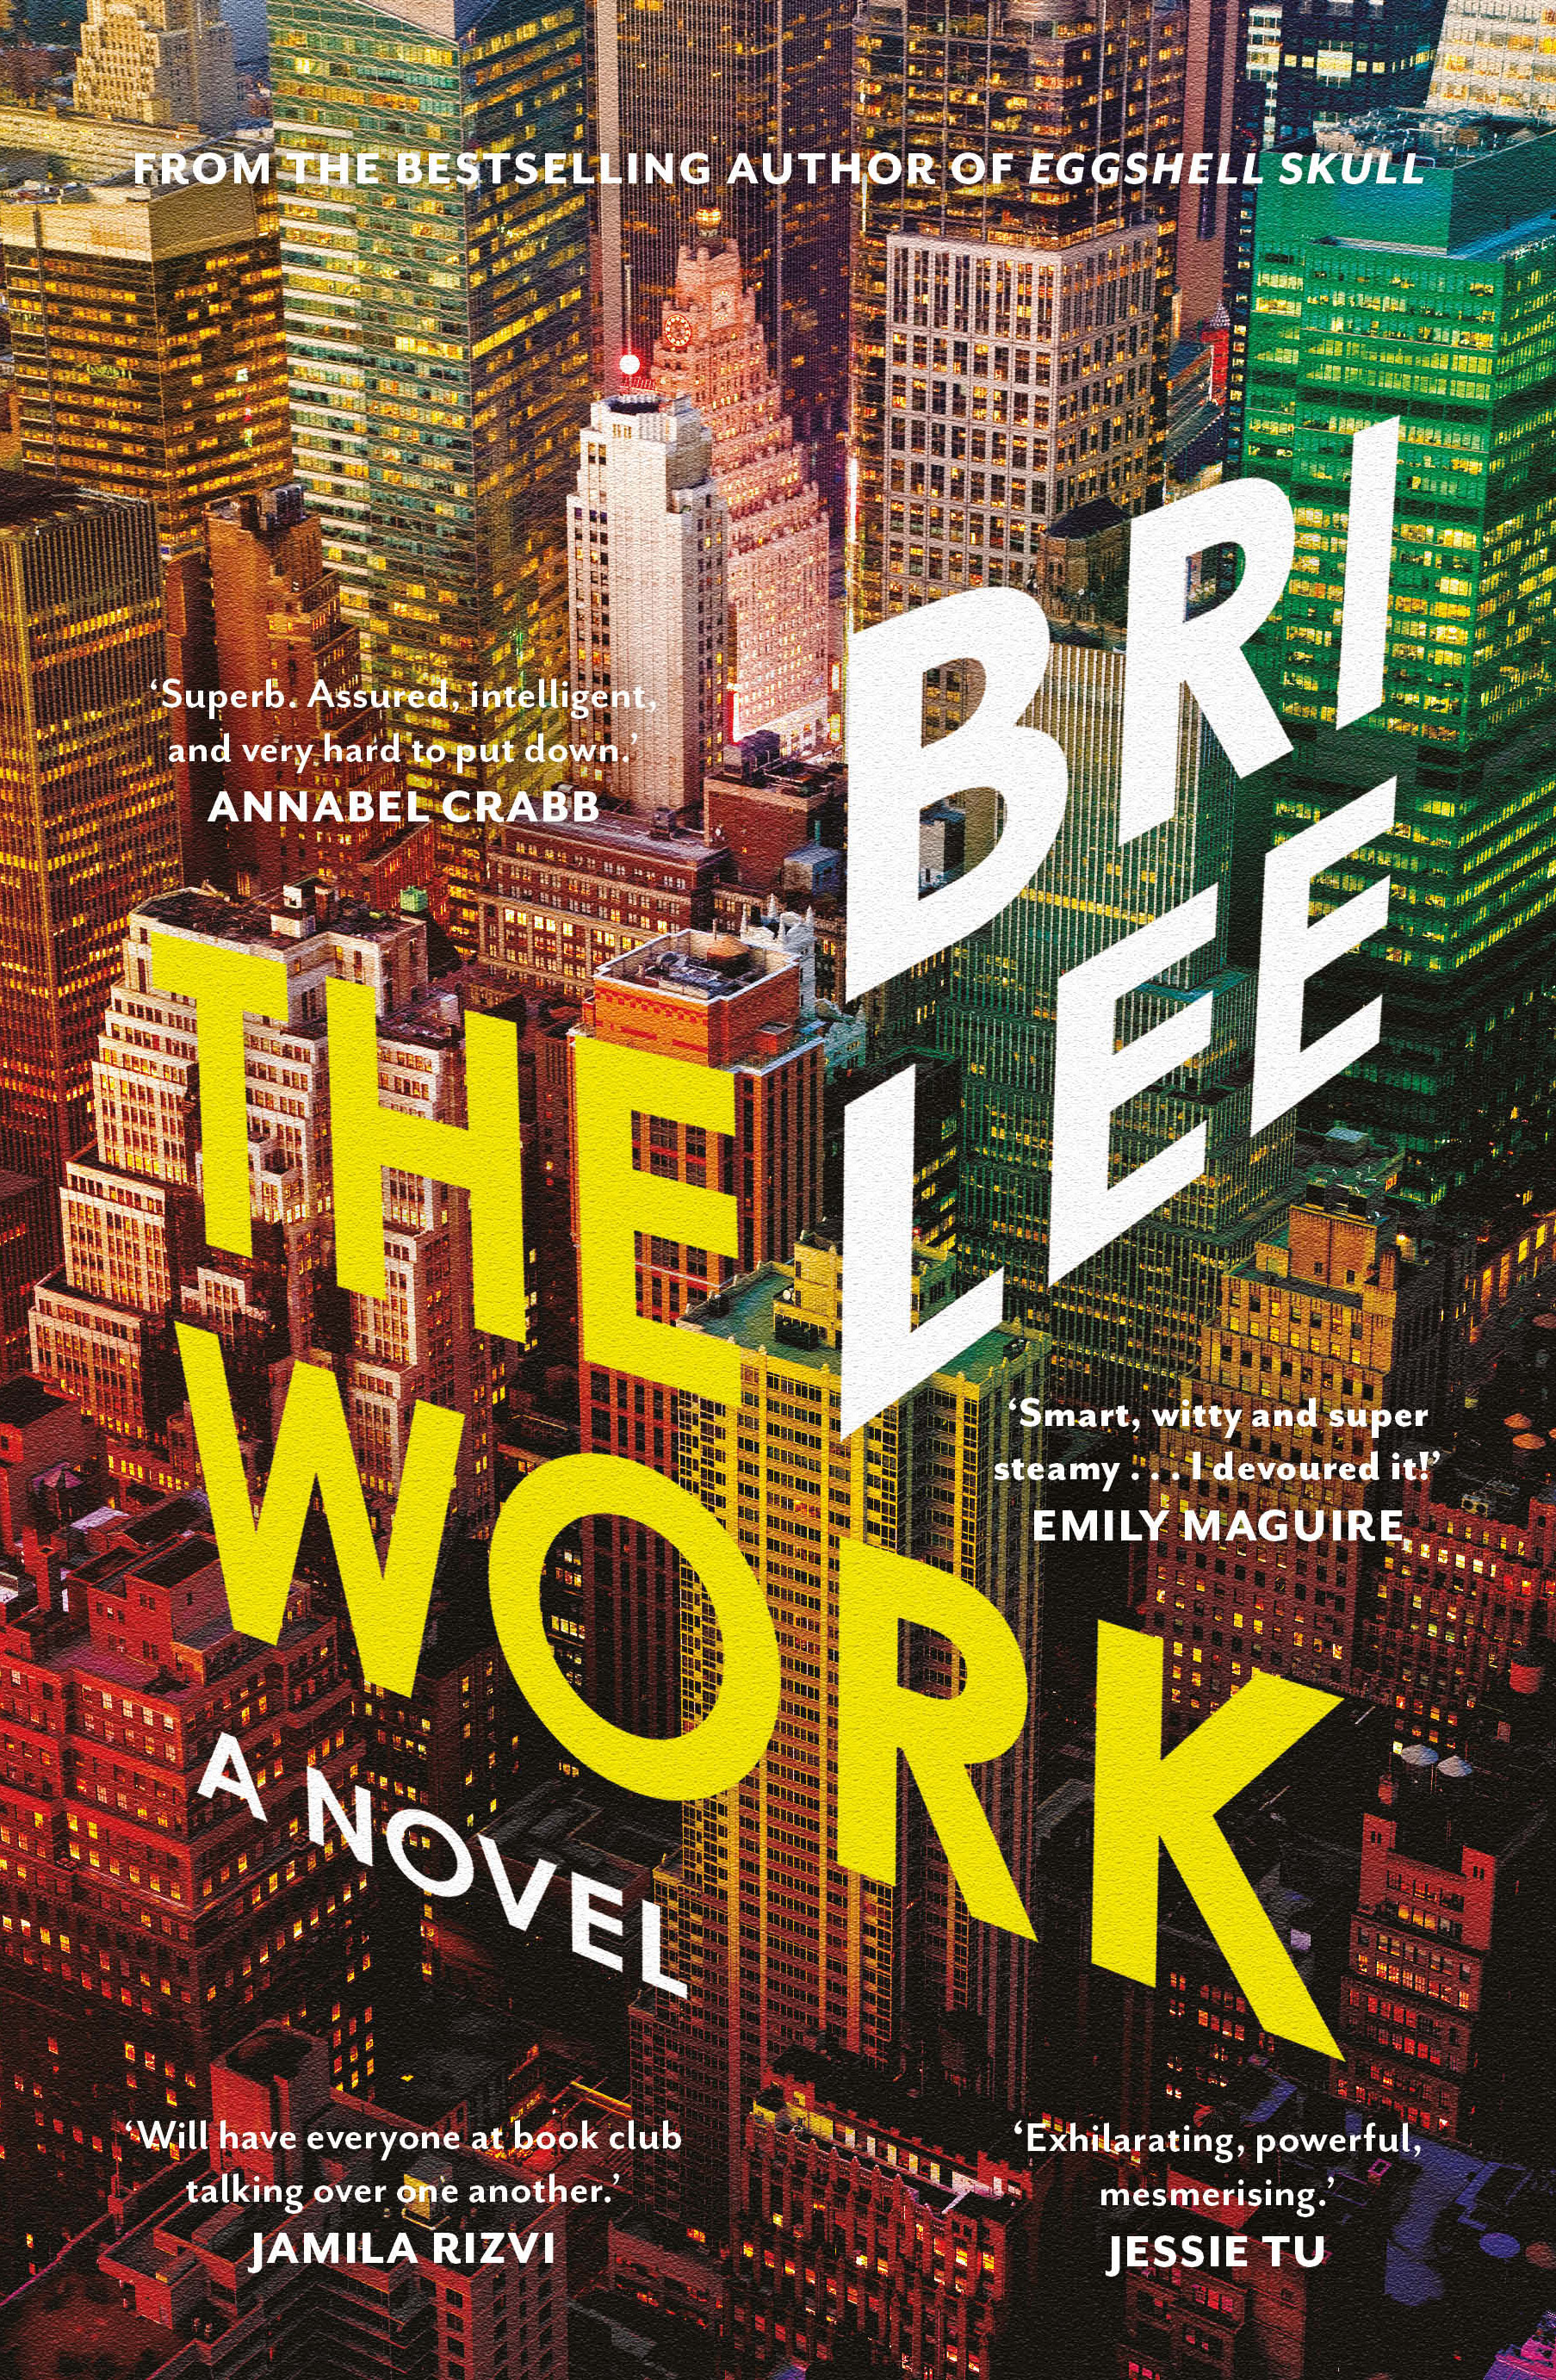 FROM THE BESTSELLING AUTHOR OF EGGSHELL SKULL
BRI
LEE
‘Superb. Assured, intelligent,
and very hard to put down.’
ANNABEL CRABB
THE
WORK
A NOVEL
‘Smart, witty and super
steamy . . . I devoured it!’
EMILY MAGUIRE
‘Will have everyone at book club
talking over one another.’
JAMILA RIZVI
‘Exhilarating, powerful,
mesmerising.’
JESSIE TU